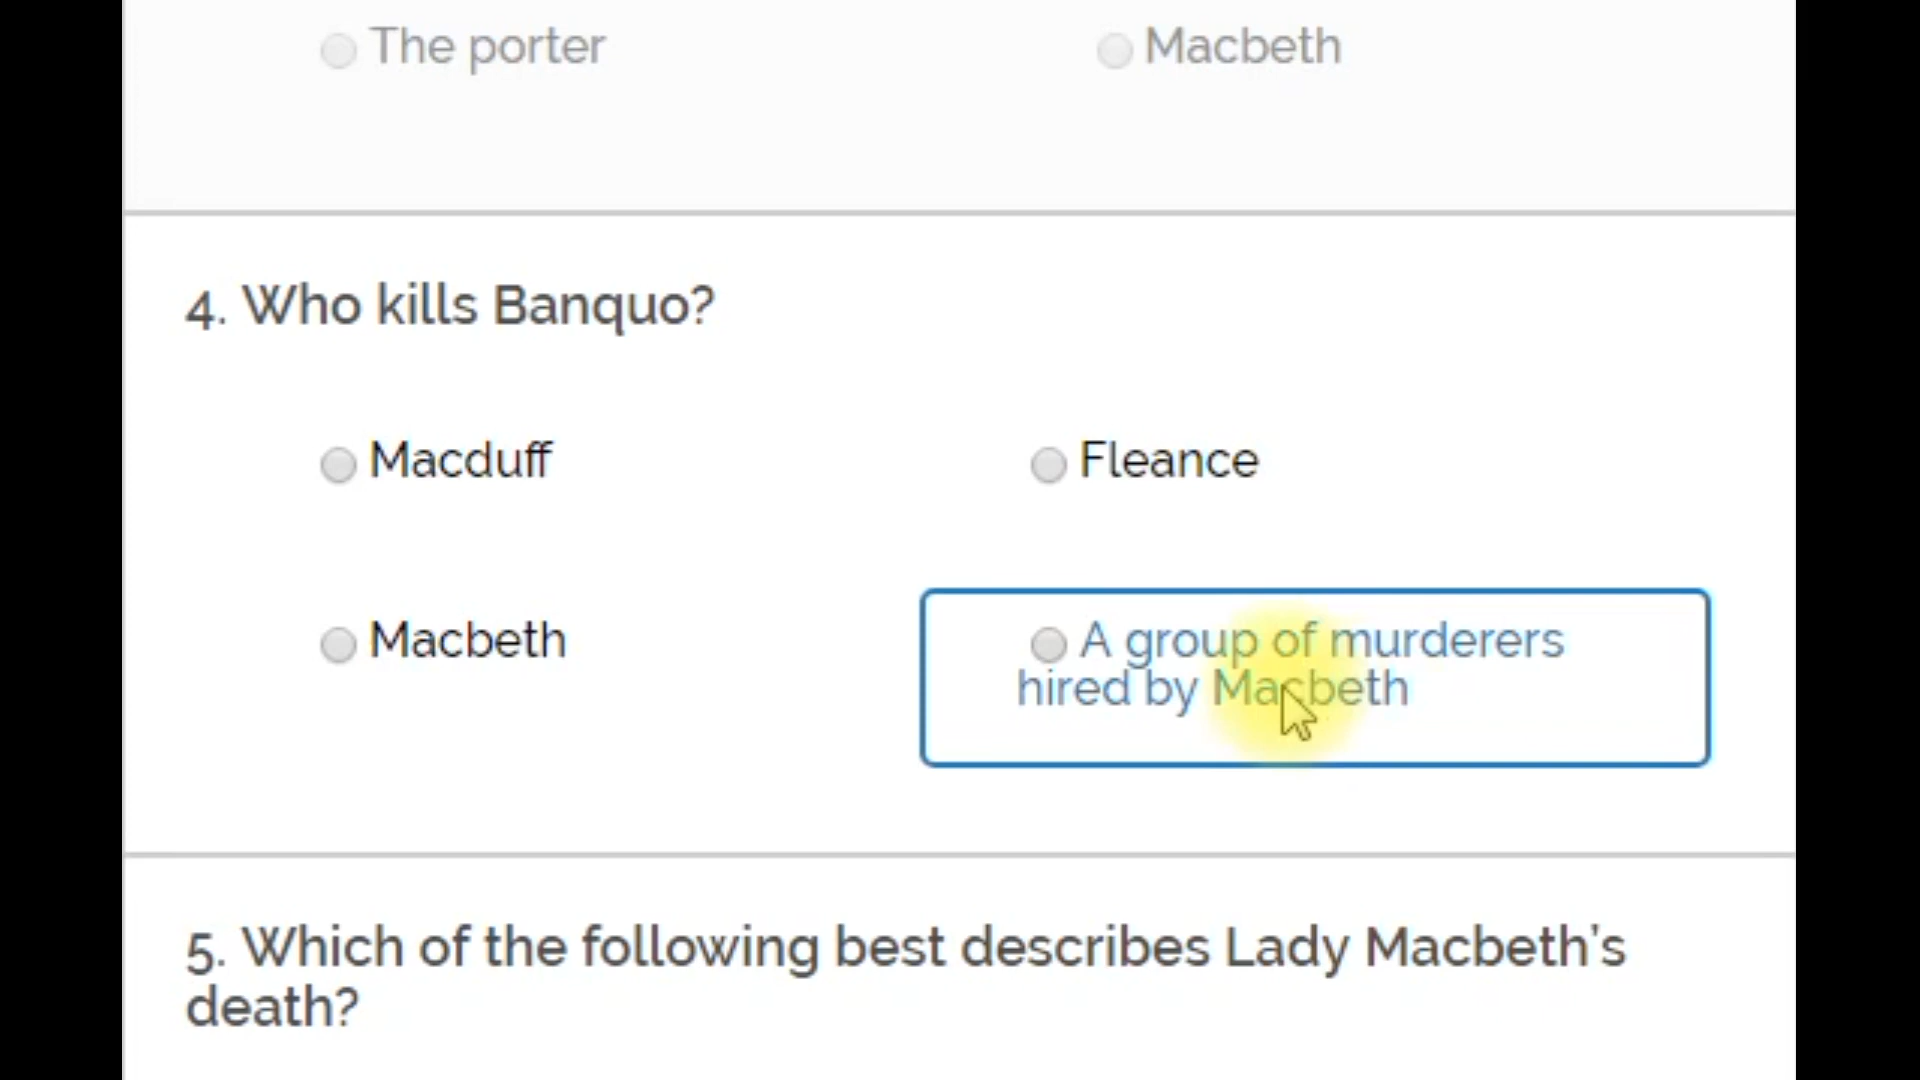 The porter
Macbeth
4. Who kills Banquo?
Macduff
Fleance
Macbeth
A group of murderers
hired by Macbeth
5. Which of the following best describes Lady Macbeth's
death?